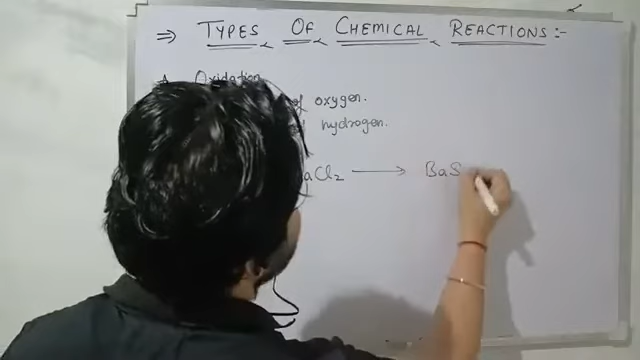 ⇒ TYPES OF CHEMICAL REACTIONS:-
Oxidation
of oxygen.
hydrogen.
aCl₂ ⟶ BaS